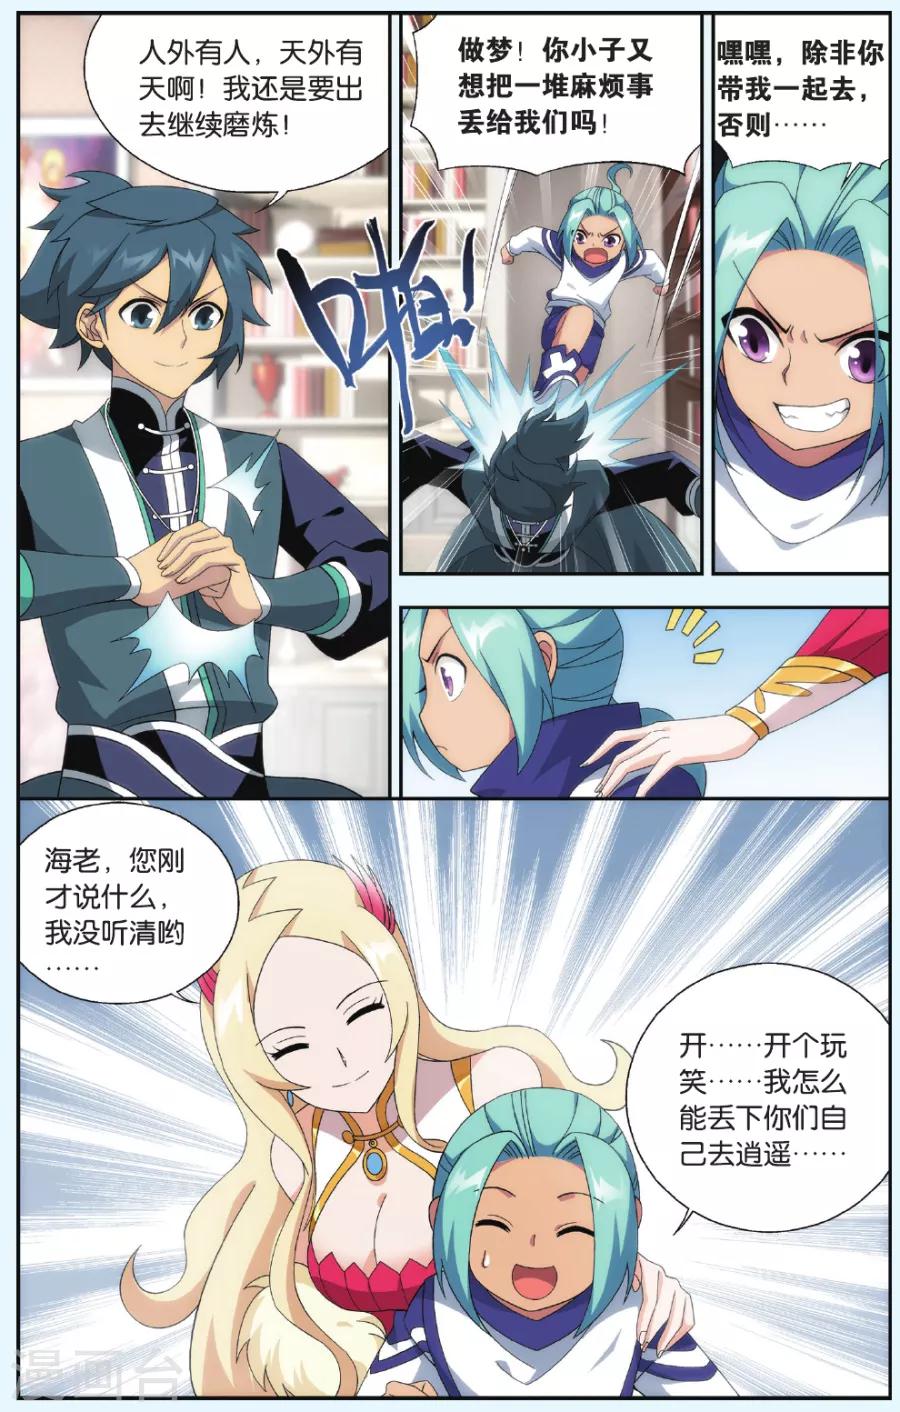 人外有人，天外有
天啊！我还是要出
去继续磨炼！
做梦！你小子又
想把一堆麻烦事
丢给我们吗！
嘿嘿，除非你
带我一起去，
否则……
啪！
海老，您刚
才说什么，
我没听清哟
……
开……开个玩
笑……我怎么
能丢下你们自
己去逍遥……
漫画台